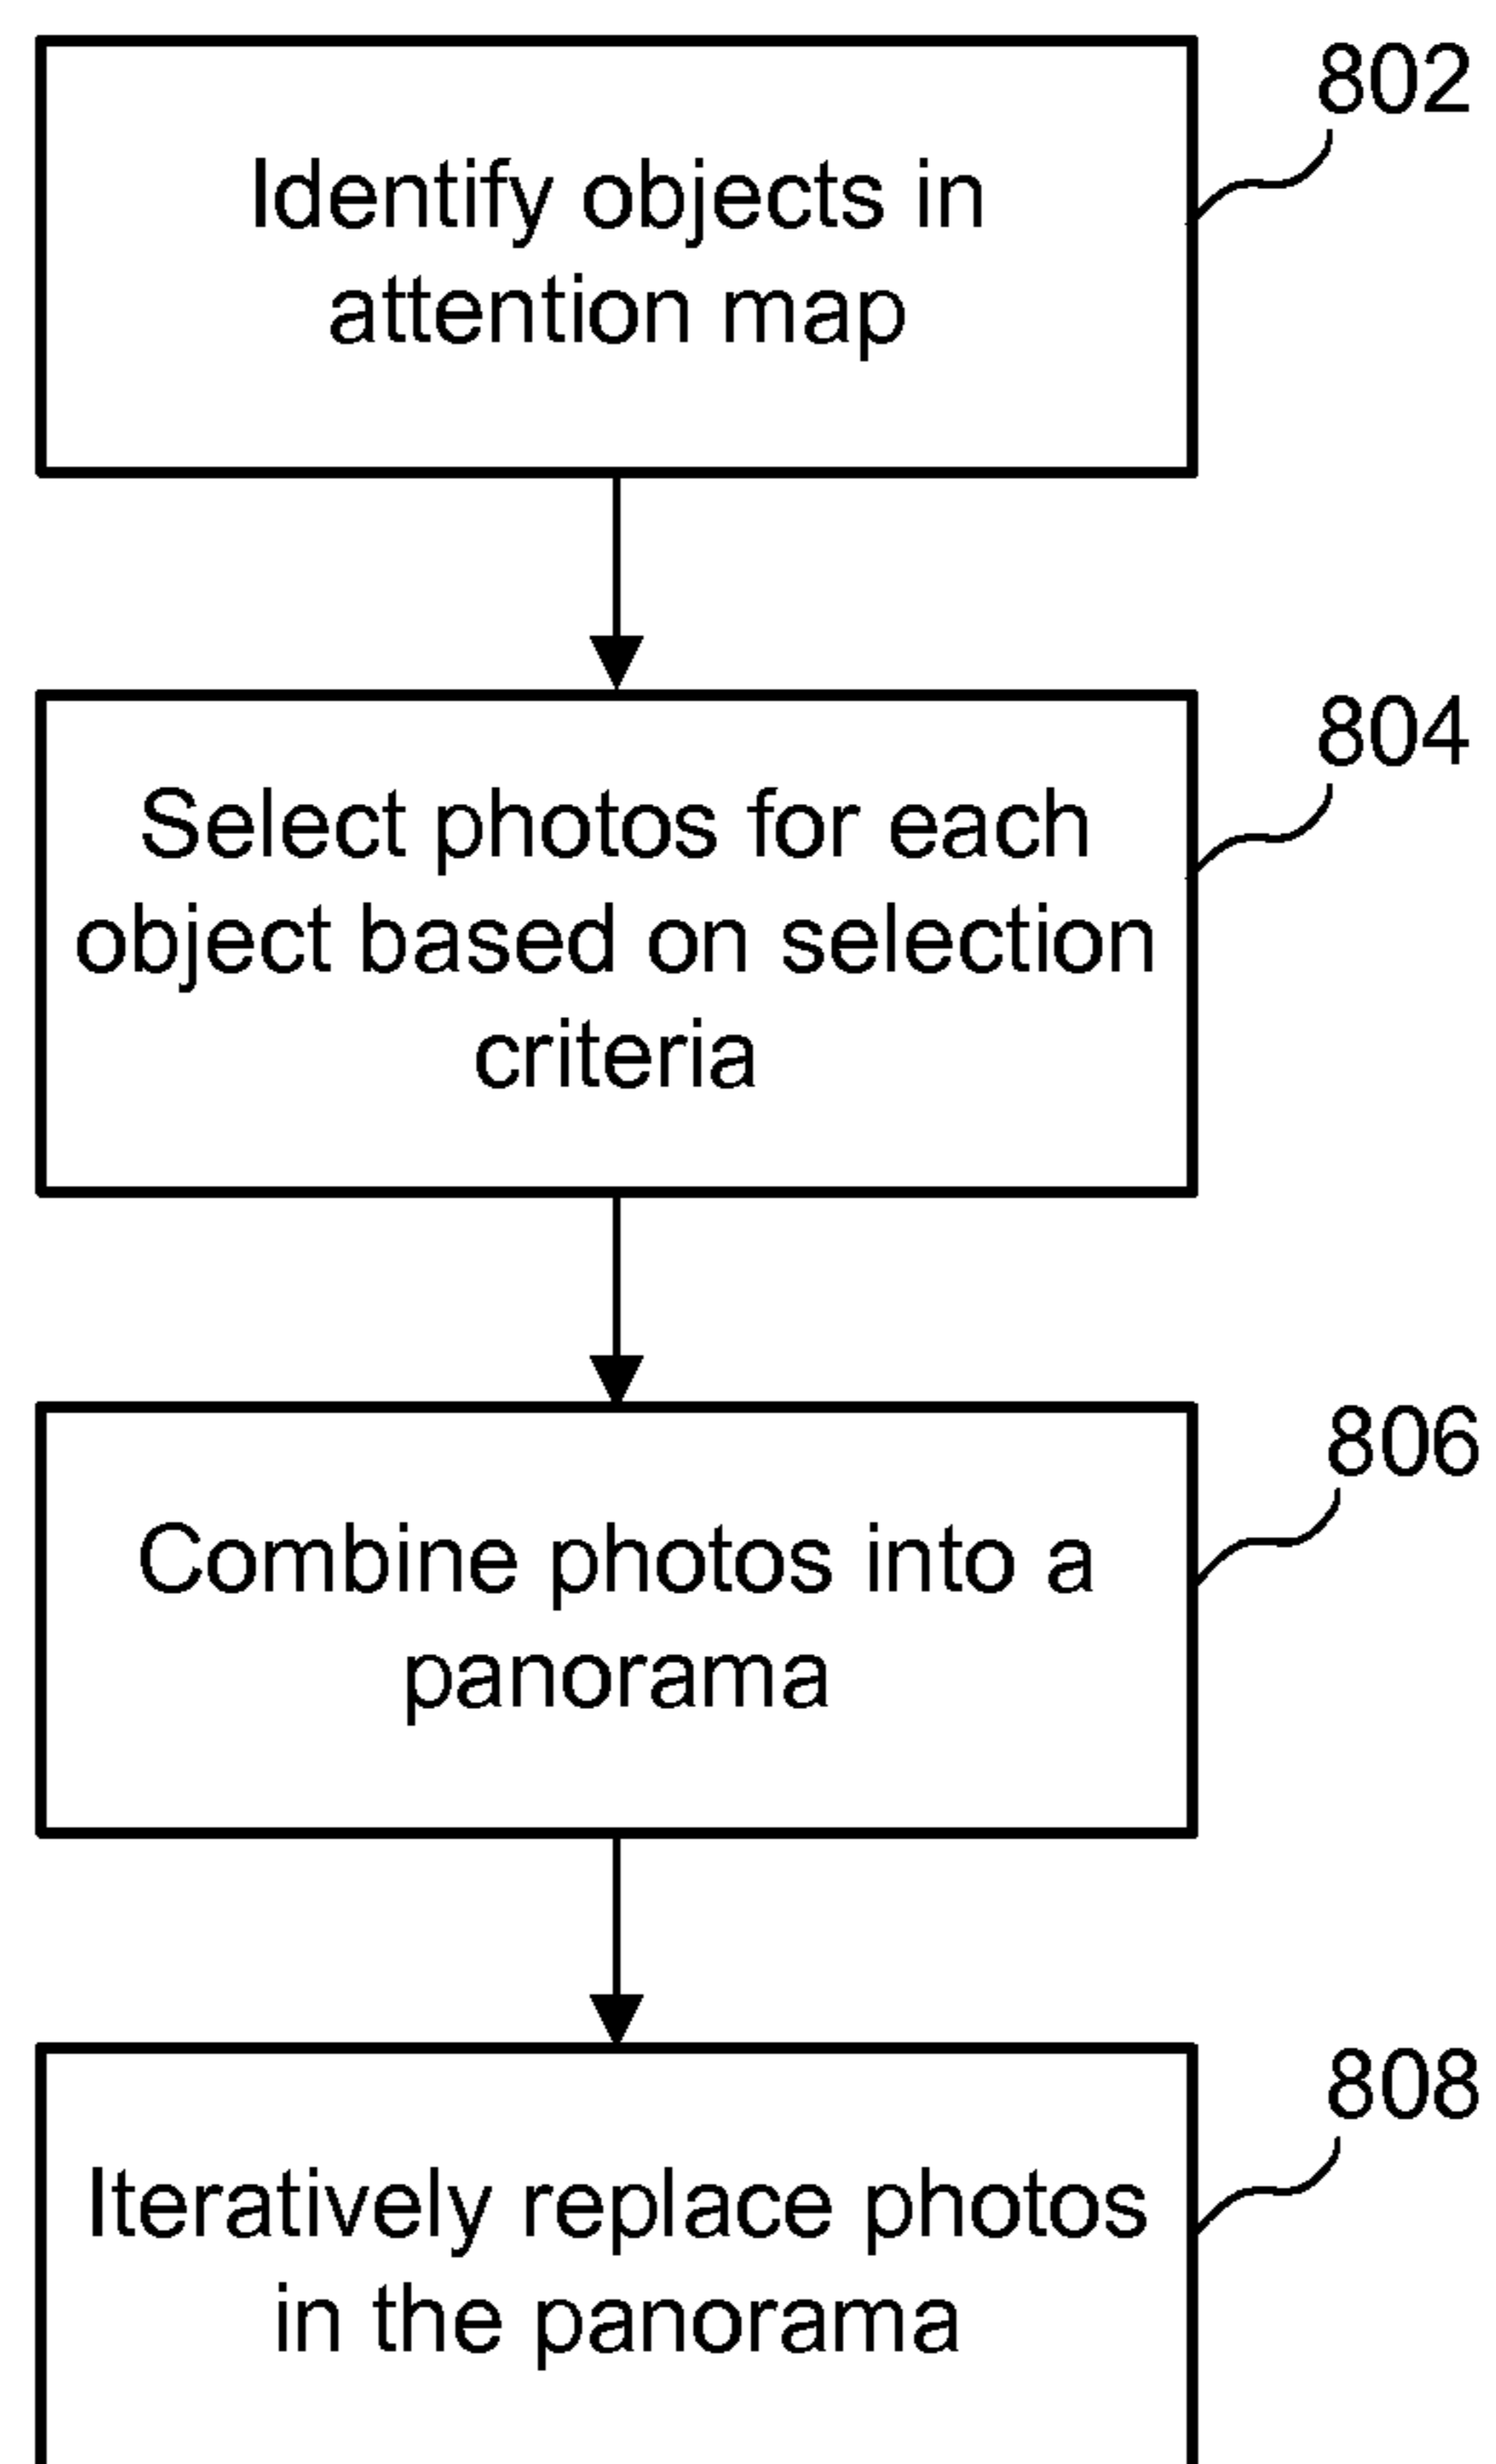 802
Identify objects in
attention map
804
Select photos for each
object based on selection
criteria
806
Combine photos into a
panorama
808
Iteratively replace photos
in the panorama